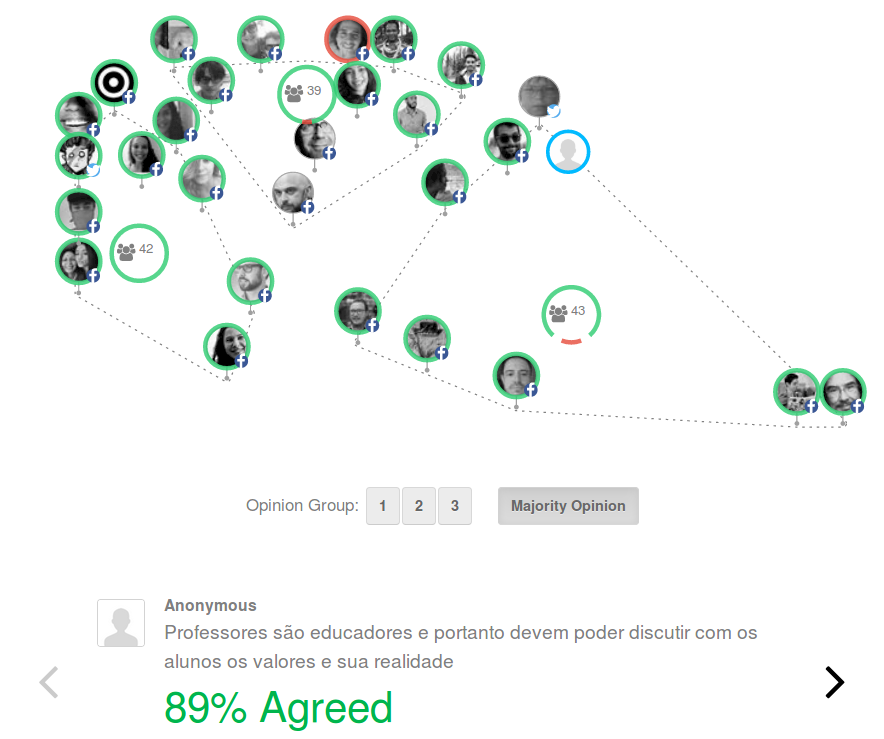 39
42
43
Opinion Group: 1 2 3 Majority Opinion
Anonymous
Professores são educadores e portanto devem poder discutir com os
alunos os valores e sua realidade
89% Agreed